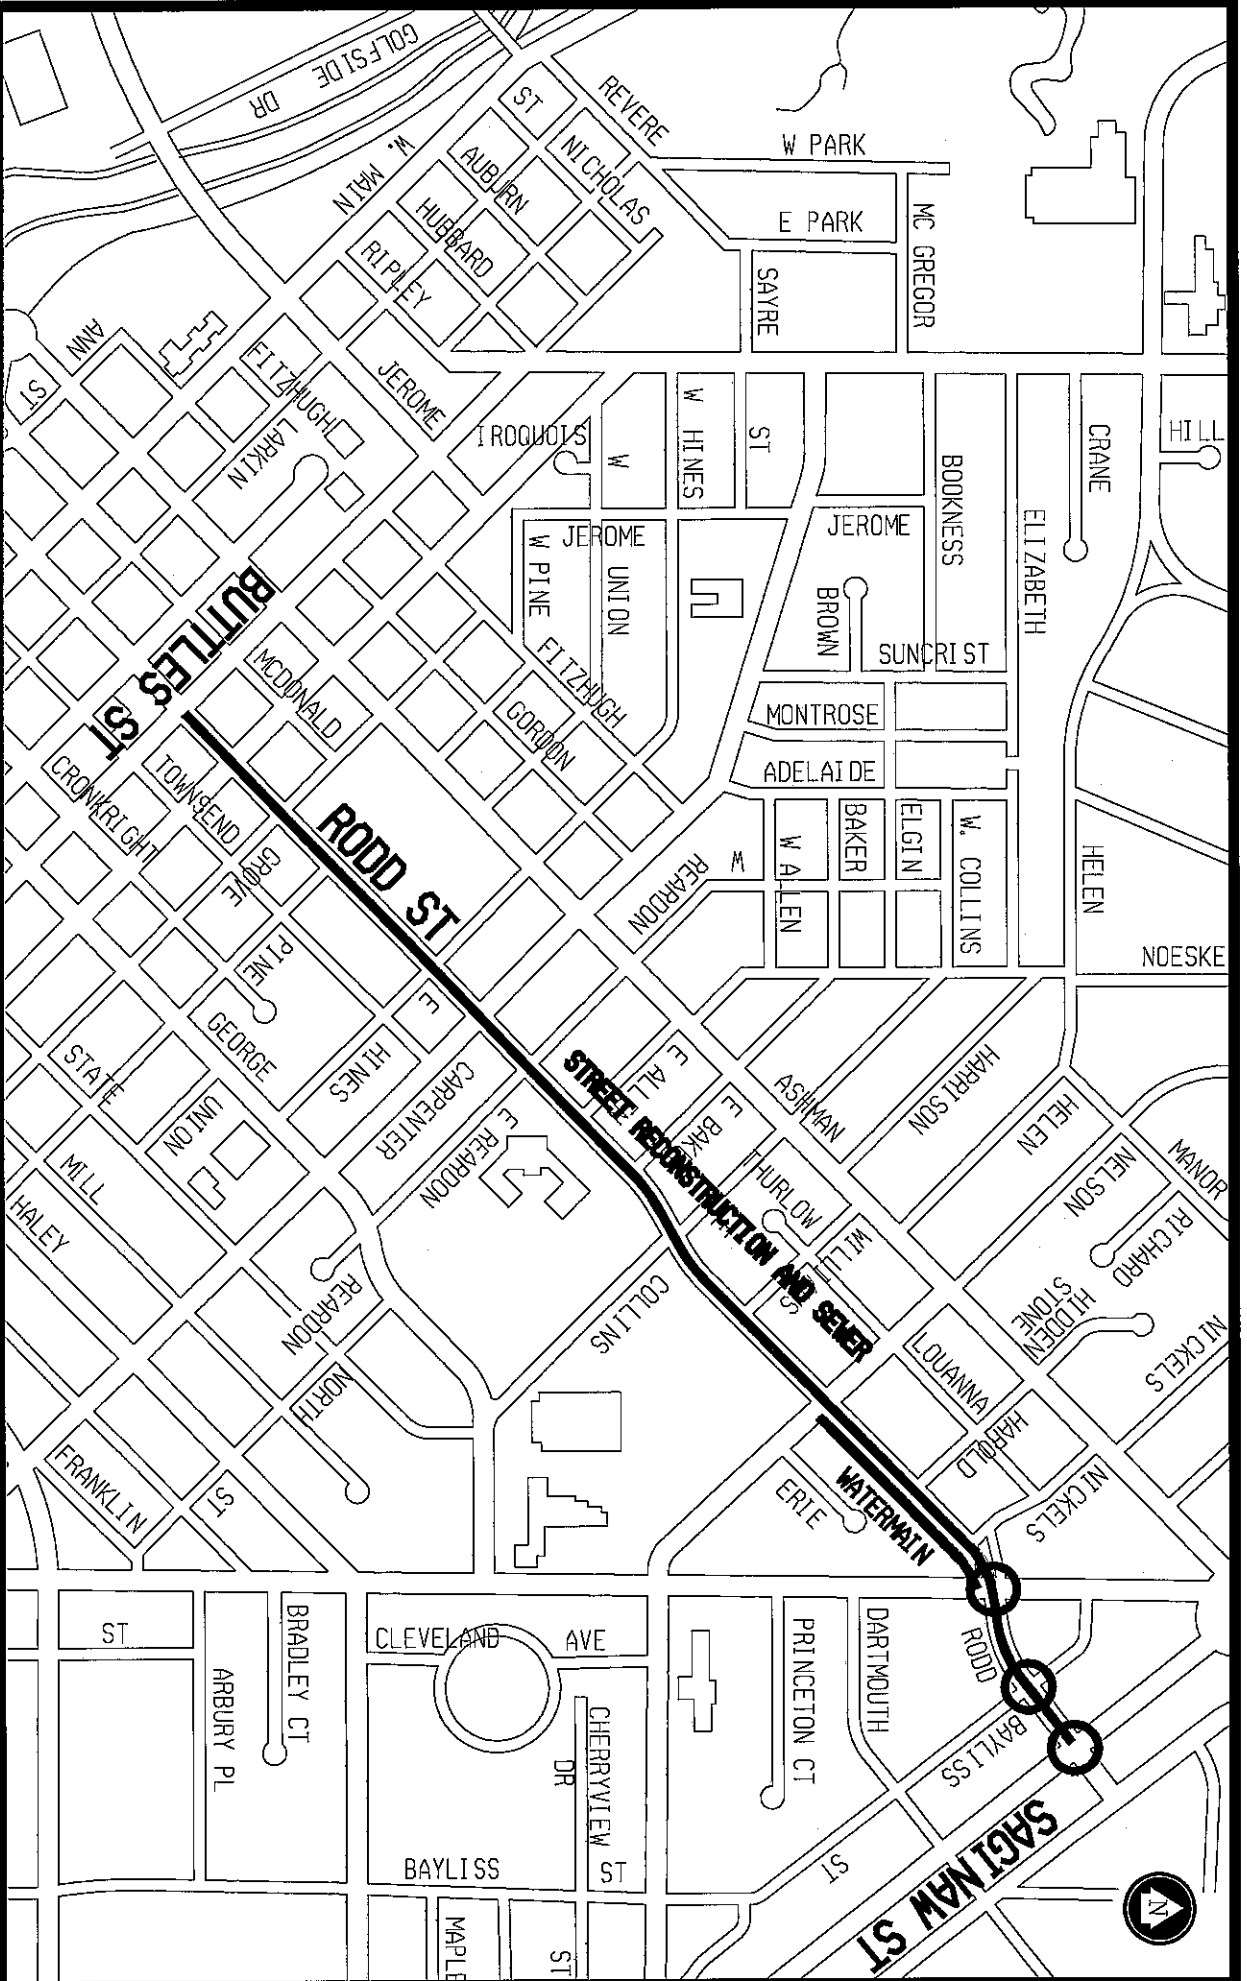 GOLFSIDE DR
REVERE
ST
NICHOLAS
W PARK
AUBURN
W. MAIN
HUBBARD
E PARK
MC GREGOR
RIPLEY
SAYRE
ANN
ST
FITZHUGH
JEROME
LARKIN
IROQUOIS
W
UNION
W HINES
ST
BOOKNESS
CRANE
HILL
JEROME
W PINE
JEROME
ELIZABETH
BROWN
SUNCRIST
BUTTLES ST
MCDONALD
FITZHUGH
GORDON
MONTROSE
ADELAIDE
CRONKRIGHT
TOWNSEND
GROVE
RODD ST
REARDON
W
W ALLEN
BAKER
ELGIN
W. COLLINS
HELEN
NOESKE
PINE
GEORGE
E
HINES
CARPENTER
E REARDON
STATE
UNION
MILL
HALEY
STREET RECONSTRUCTION AND SEWER
E
E
ASHMAN
HARRISON
HELEN
NELSON
MANOR
RICHARD
THURLOW
HIDDEN STONE
NICKELS
COLLINS
LOUANNA
HAROLD
NICKELS
REARDON
NORTH
FRANKLIN
ST
ERIE
WATERMAIN
ST
BRADLEY CT
ARBURY PL
CLEVELAND AVE
CHERRYVIEW
DR
PRINCETON CT
DARTMOUTH
RODD
BAYLISS
ST
SAGINAW ST
BAYLISS ST
MAPLE
ST
N